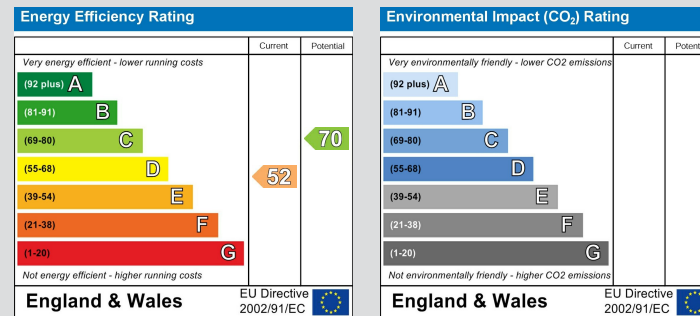 Energy Efficiency Rating
Current Potential
Very energy efficient - lower running costs
(92 plus) A
(81-91) B
(69-80) C
70
(55-68) D
52
(39-54) E
(21-38) F
(1-20) G
Not energy efficient - higher running costs
England & Wales
EU Directive
2002/91/EC
Environmental Impact (CO₂) Rating
Current Potent
Very environmentally friendly - lower CO2 emissions
(92 plus) A
(81-91) B
(69-80) C
(55-68) D
(39-54) E
(21-38) F
(1-20) G
Not environmentally friendly - higher CO2 emissions
England & Wales
EU Directive
2002/91/EC